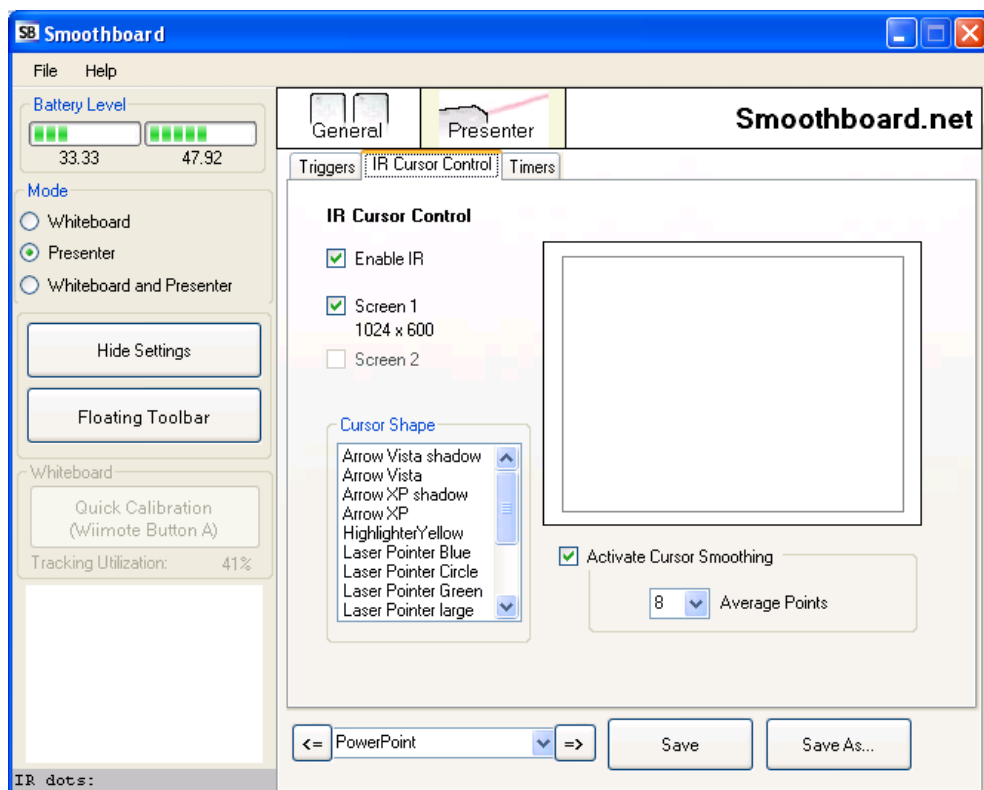 SB Smoothboard
File Help
Battery Level
33.33 47.92
Mode
Whiteboard
Presenter
Whiteboard and Presenter
Hide Settings
Floating Toolbar
Whiteboard
Quick Calibration
(Wiimote Button A)
Tracking Utilization: 41%
IR dots:
General Presenter Smoothboard.net
Triggers IR Cursor Control Timers
IR Cursor Control
Enable IR
Screen 1
1024 x 600
Screen 2
Cursor Shape
Arrow Vista shadow
Arrow Vista
Arrow XP shadow
Arrow XP
HighlighterYellow
Laser Pointer Blue
Laser Pointer Circle
Laser Pointer Green
Laser Pointer large
Activate Cursor Smoothing
8 Average Points
<= PowerPoint => Save Save As...